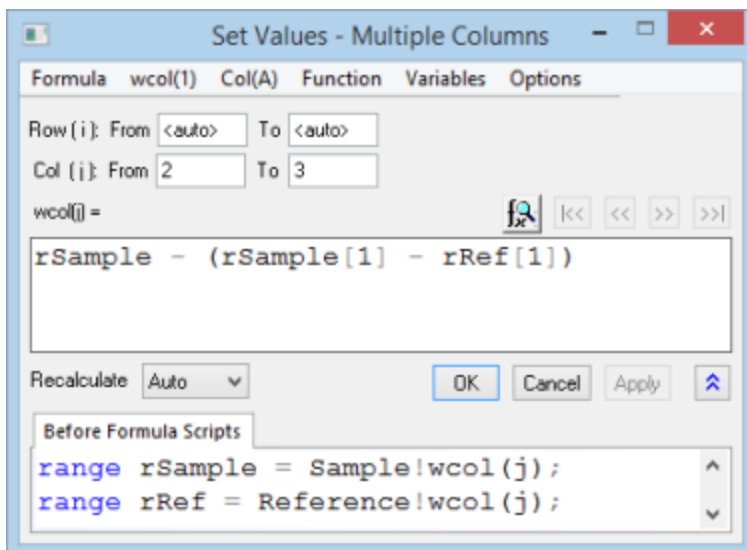 Set Values - Multiple Columns
Formula wcol(1) Col(A) Function Variables Options
Row (i): From <auto> To <auto>
Col (j): From 2 To 3
wcol(j) =
|<< << >> >>|
rSample - (rSample[1] - rRef[1])
Recalculate Auto OK Cancel Apply
Before Formula Scripts
range rSample = Sample!wcol(j);
range rRef = Reference!wcol(j);